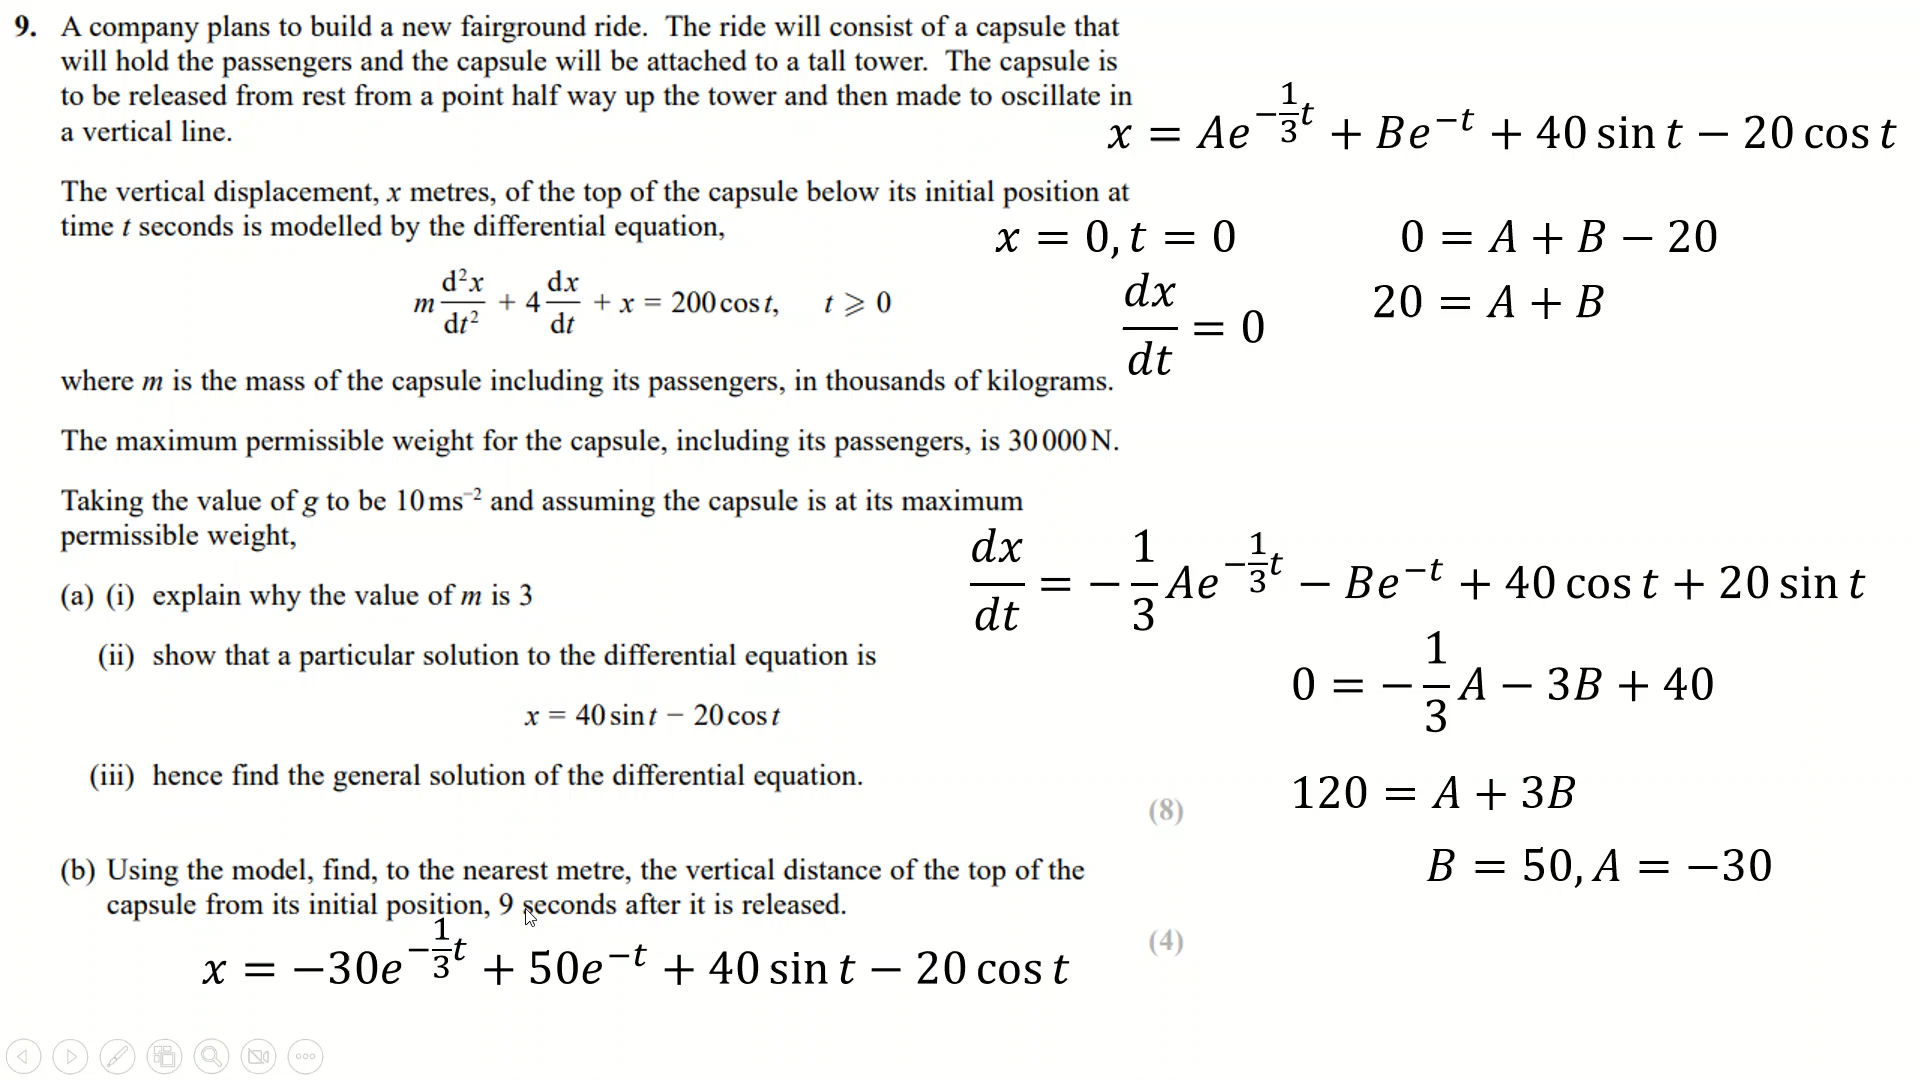 9. A company plans to build a new fairground ride. The ride will consist of a capsule that
will hold the passengers and the capsule will be attached to a tall tower. The capsule is
to be released from rest from a point half way up the tower and then made to oscillate in
a vertical line.
The vertical displacement, x metres, of the top of the capsule below its initial position at
time t seconds is modelled by the differential equation,
m d²x/dt² + 4 dx/dt + x = 200 cos t, t ⩾ 0
where m is the mass of the capsule including its passengers, in thousands of kilograms.
The maximum permissible weight for the capsule, including its passengers, is 30 000 N.
Taking the value of g to be 10 ms⁻² and assuming the capsule is at its maximum
permissible weight,
(a) (i) explain why the value of m is 3
(ii) show that a particular solution to the differential equation is
x = 40 sin t − 20 cos t
(iii) hence find the general solution of the differential equation.
(8)
(b) Using the model, find, to the nearest metre, the vertical distance of the top of the
capsule from its initial position, 9 seconds after it is released.
(4)
x = −30e^(−1/3 t) + 50e^(−t) + 40 sin t − 20 cos t
x = Ae^(−1/3 t) + Be^(−t) + 40 sin t − 20 cos t
x = 0, t = 0
0 = A + B − 20
dx/dt = 0
20 = A + B
dx/dt = −1/3 Ae^(−1/3 t) − Be^(−t) + 40 cos t + 20 sin t
0 = −1/3 A − 3B + 40
120 = A + 3B
B = 50, A = −30